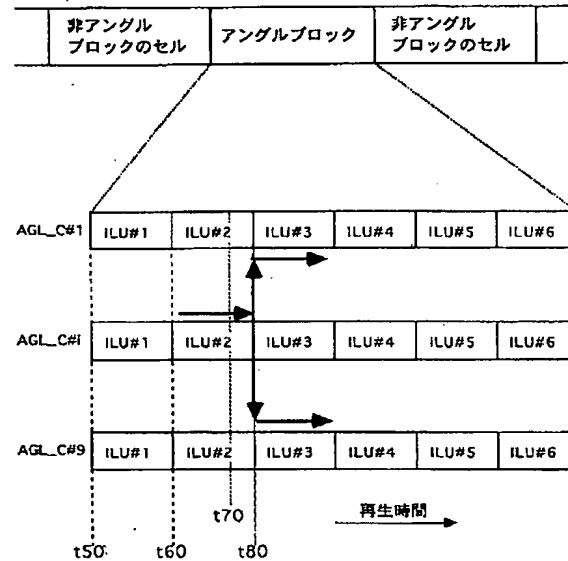 非アングル
ブロックのセル
アングルブロック
非アングル
ブロックのセル
AGL_C#1
ILU#1
ILU#2
ILU#3
ILU#4
ILU#5
ILU#6
AGL_C#i
ILU#1
ILU#2
ILU#3
ILU#4
ILU#5
ILU#6
AGL_C#9
ILU#1
ILU#2
ILU#3
ILU#4
ILU#5
ILU#6
t70
再生時間
t50
t60
t80